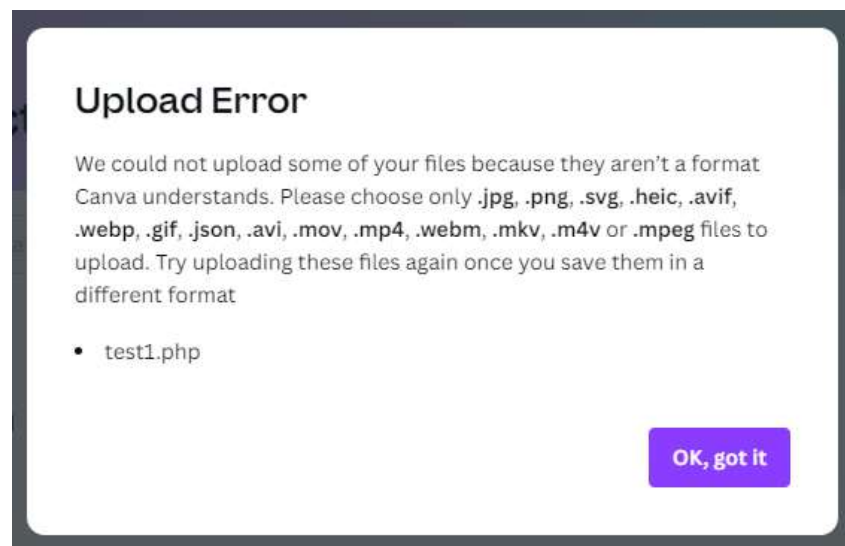 Upload Error
We could not upload some of your files because they aren't a format
Canva understands. Please choose only .jpg, .png, .svg, .heic, .avif,
.webp, .gif, .json, .avi, .mov, .mp4, .webm, .mkv, .m4v or .mpeg files to
upload. Try uploading these files again once you save them in a
different format
• test1.php
OK, got it